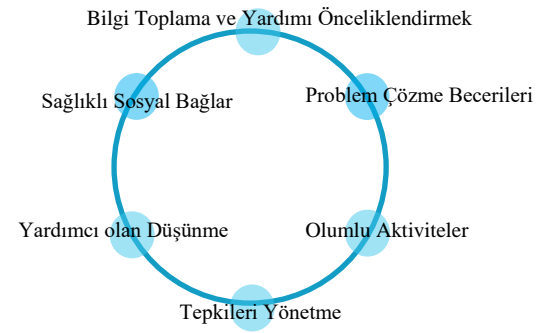 Bilgi Toplama ve Yardımı Önceliklendirmek
Sağlıklı Sosyal Bağlar
Problem Çözme Becerileri
Yardımcı olan Düşünme
Olumlu Aktiviteler
Tepkileri Yönetme